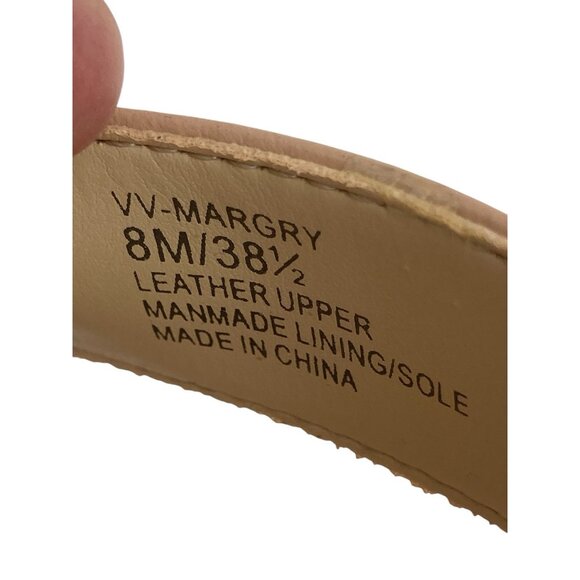 VV-MARGRY
8M/38½
LEATHER UPPER
MANMADE LINING/SOLE
MADE IN CHINA